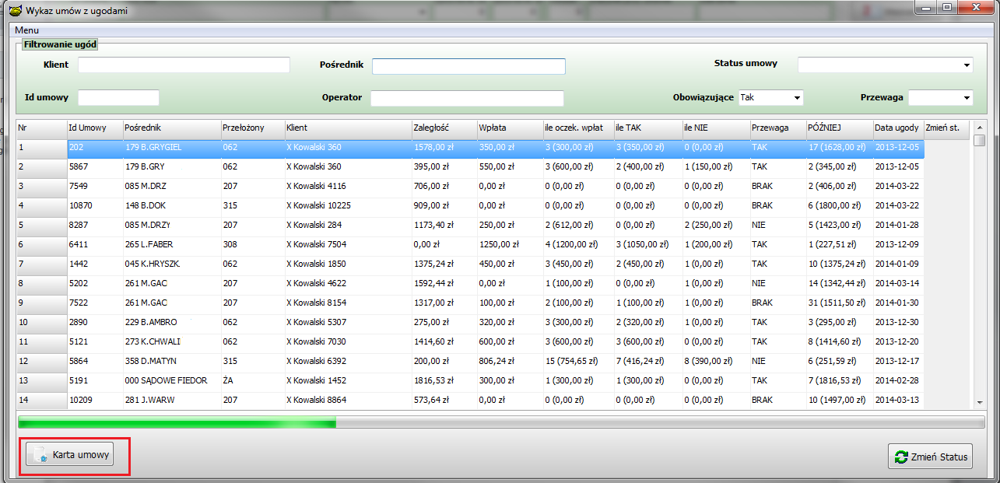 Wykaz umów z ugodami
Menu
Filtrowanie ugód
Klient Pośrednik Status umowy
Id umowy Operator Obowiązujące Tak Przewaga
Nr Id Umowy Pośrednik Przełożony Klient Zaległość Wpłata ile oczek. wpłat ile TAK ile NIE Przewaga PÓŹNIEJ Data ugody Zmień st.
1 202 179 B.GRYGIEL 062 X Kowalski 360 1578,00 zł 350,00 zł 3 (300,00 zł) 3 (350,00 zł) 0 (0,00 zł) TAK 17 (1628,00 zł) 2013-12-05
2 5867 179 B.GRY 062 X Kowalski 360 395,00 zł 550,00 zł 3 (600,00 zł) 2 (400,00 zł) 1 (150,00 zł) TAK 2 (345,00 zł) 2013-12-05
3 7549 085 M.DRZ 207 X Kowalski 4116 706,00 zł 0,00 zł 0 (0,00 zł) 0 (0,00 zł) 0 (0,00 zł) BRAK 2 (406,00 zł) 2014-03-22
4 10870 148 B.DOK 315 X Kowalski 10225 909,00 zł 0,00 zł 0 (0,00 zł) 0 (0,00 zł) 0 (0,00 zł) BRAK 6 (1800,00 zł) 2014-03-22
5 8287 085 M.DRZY 207 X Kowalski 284 1173,40 zł 250,00 zł 2 (612,00 zł) 0 (0,00 zł) 2 (250,00 zł) NIE 5 (1423,00 zł) 2014-01-28
6 6411 265 L.FABER 308 X Kowalski 7504 0,00 zł 1250,00 zł 4 (1200,00 zł) 3 (1050,00 zł) 1 (200,00 zł) TAK 1 (227,51 zł) 2013-12-09
7 1442 045 K.HRYSZK. 062 X Kowalski 1850 1375,24 zł 450,00 zł 3 (450,00 zł) 2 (450,00 zł) 1 (0,00 zł) TAK 10 (1375,24 zł) 2014-01-09
8 5202 261 M.GAC 207 X Kowalski 4622 1592,44 zł 0,00 zł 1 (100,00 zł) 0 (0,00 zł) 1 (0,00 zł) NIE 14 (1342,44 zł) 2014-03-14
9 7522 261 M.GAC 207 X Kowalski 8154 1317,00 zł 100,00 zł 2 (100,00 zł) 1 (100,00 zł) 1 (0,00 zł) BRAK 31 (1511,50 zł) 2014-01-30
10 2890 229 B.AMBRO 062 X Kowalski 5307 275,00 zł 320,00 zł 3 (300,00 zł) 2 (320,00 zł) 1 (0,00 zł) TAK 3 (295,00 zł) 2013-12-30
11 5121 273 K.CHWALI 062 X Kowalski 7030 1414,60 zł 600,00 zł 3 (600,00 zł) 3 (600,00 zł) 0 (0,00 zł) TAK 8 (1414,60 zł) 2013-12-20
12 5864 358 D.MATYN 315 X Kowalski 6392 200,00 zł 806,24 zł 15 (754,65 zł) 7 (416,24 zł) 8 (390,00 zł) NIE 6 (251,59 zł) 2013-12-17
13 5191 000 SĄDOWE FIEDOR ŻA X Kowalski 1452 1816,53 zł 300,00 zł 1 (300,00 zł) 1 (300,00 zł) 0 (0,00 zł) TAK 7 (1816,53 zł) 2014-02-28
14 10209 281 J.WARW 207 X Kowalski 8864 573,64 zł 0,00 zł 0 (0,00 zł) 0 (0,00 zł) 0 (0,00 zł) BRAK 10 (1497,00 zł) 2014-03-13
Karta umowy Zmień Status